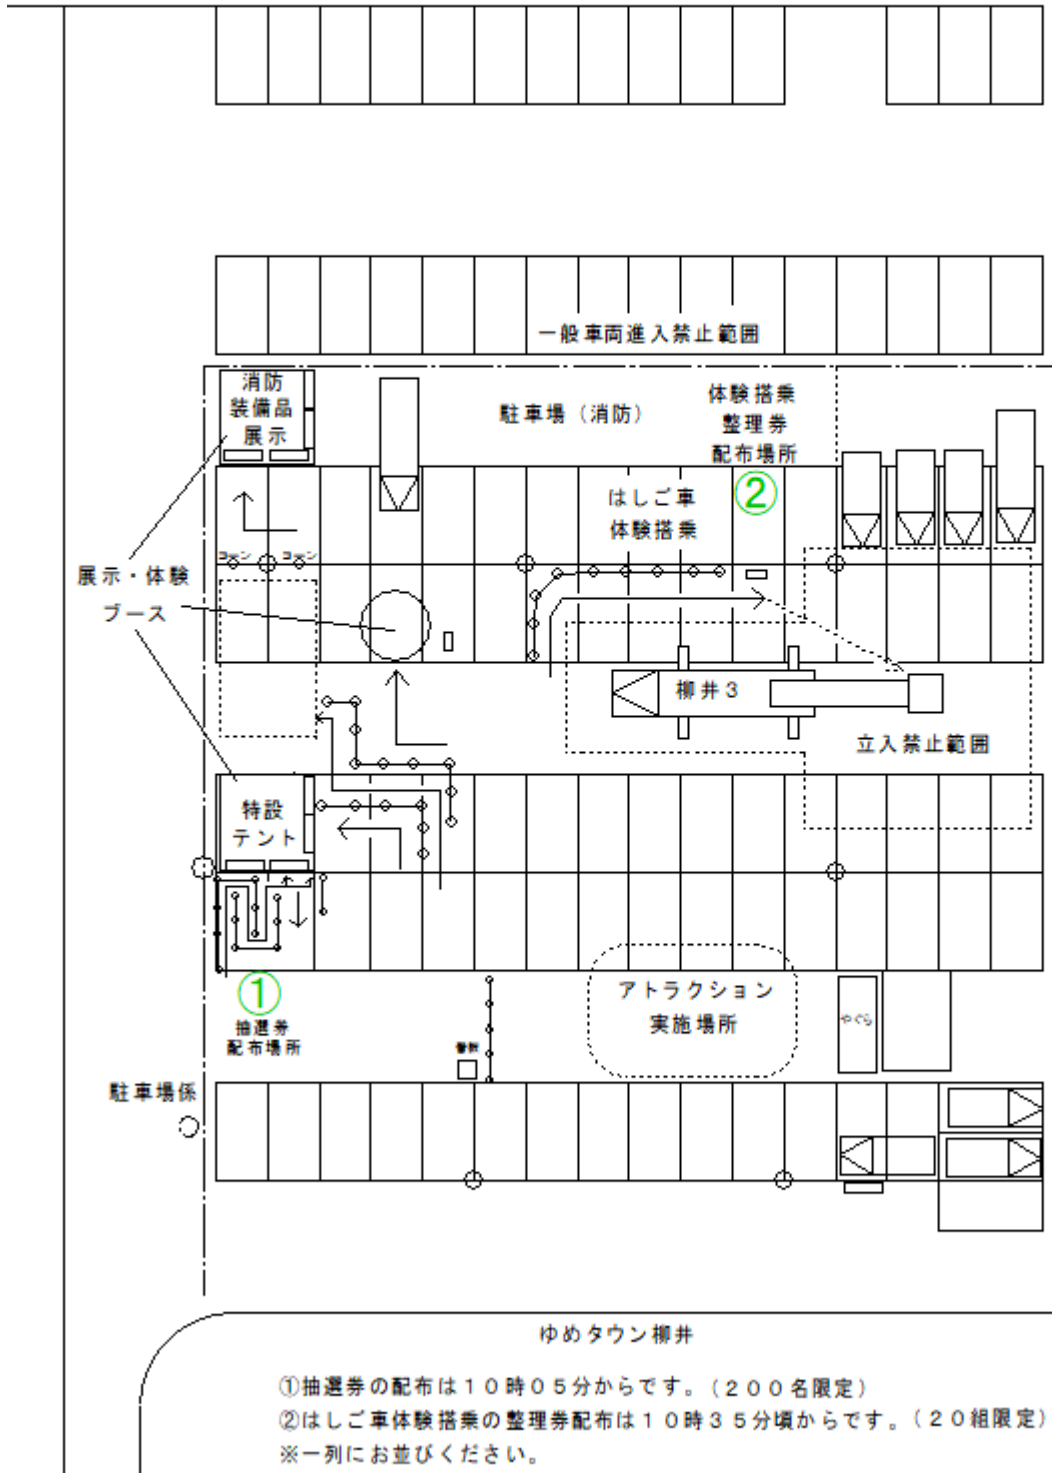 一般車両進入禁止範囲
消防
装備品
展示
駐車場（消防）
体験搭乗
整理券
配布場所
②
はしご車
体験搭乗
コーン
コーン
展示・体験
ブース
柳井３
立入禁止範囲
特設
テント
①
抽選券
配布場所
アトラクション
実施場所
やぐら
駐車場係
ゆめタウン柳井
①抽選券の配布は１０時０５分からです。（２００名限定）
②はしご車体験搭乗の整理券配布は１０時３５分頃からです。（２０組限定）
※一列にお並びください。